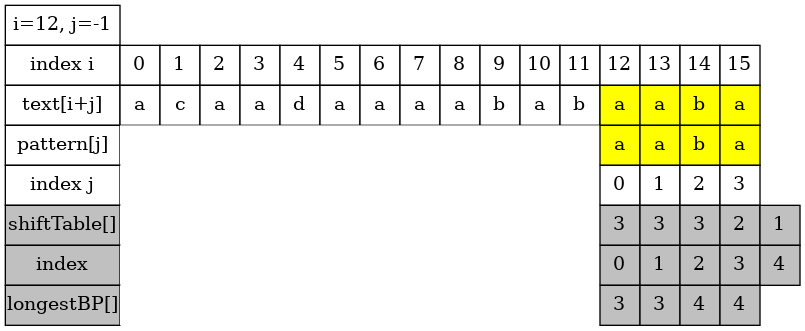 i=12, j=-1
index i 0 1 2 3 4 5 6 7 8 9 10 11 12 13 14 15
text[i+j] a c a a d a a a a b a b a a b a
pattern[j] a a b a
index j 0 1 2 3
shiftTable[] 3 3 3 2 1
index 0 1 2 3 4
longestBP[] 3 3 4 4